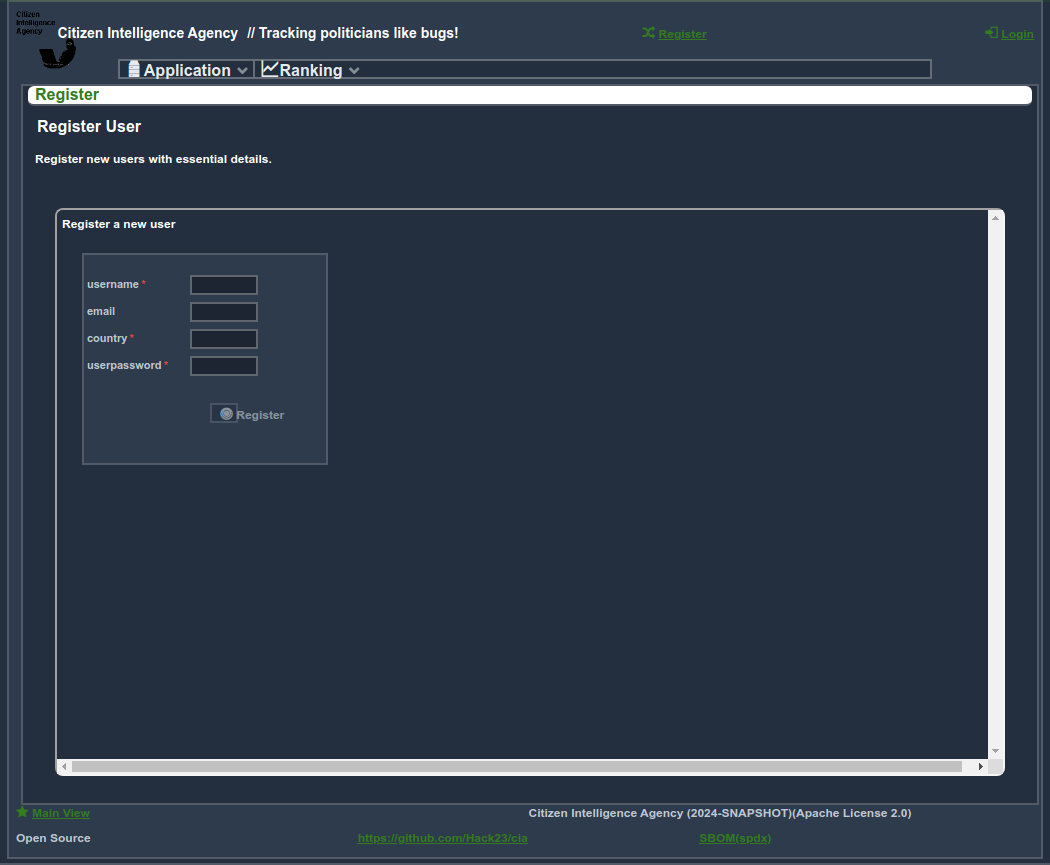 Citizen
Intelligence
Agency
Citizen Intelligence Agency // Tracking politicians like bugs!
Register
Login
Application
Ranking
Register
Register User
Register new users with essential details.
Register a new user
username *
email
country *
userpassword *
Register
Main View
Citizen Intelligence Agency (2024-SNAPSHOT)(Apache License 2.0)
Open Source
https://github.com/Hack23/cia
SBOM(spdx)